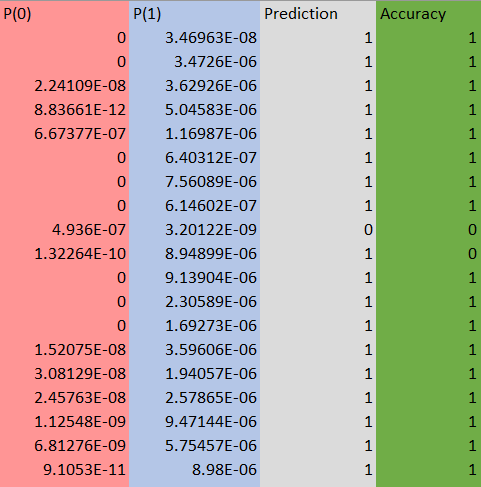 P(0) P(1) Prediction Accuracy
0 3.46963E-08 1 1
0 3.4726E-06 1 1
2.24109E-08 3.62926E-06 1 1
8.83661E-12 5.04583E-06 1 1
6.67377E-07 1.16987E-06 1 1
0 6.40312E-07 1 1
0 7.56089E-06 1 1
0 6.14602E-07 1 1
4.936E-07 3.20122E-09 0 0
1.32264E-10 8.94899E-06 1 0
0 9.13904E-06 1 1
0 2.30589E-06 1 1
0 1.69273E-06 1 1
1.52075E-08 3.59606E-06 1 1
3.08129E-08 1.94057E-06 1 1
2.45763E-08 2.57865E-06 1 1
1.12548E-09 9.47144E-06 1 1
6.81276E-09 5.75457E-06 1 1
9.1053E-11 8.98E-06 1 1